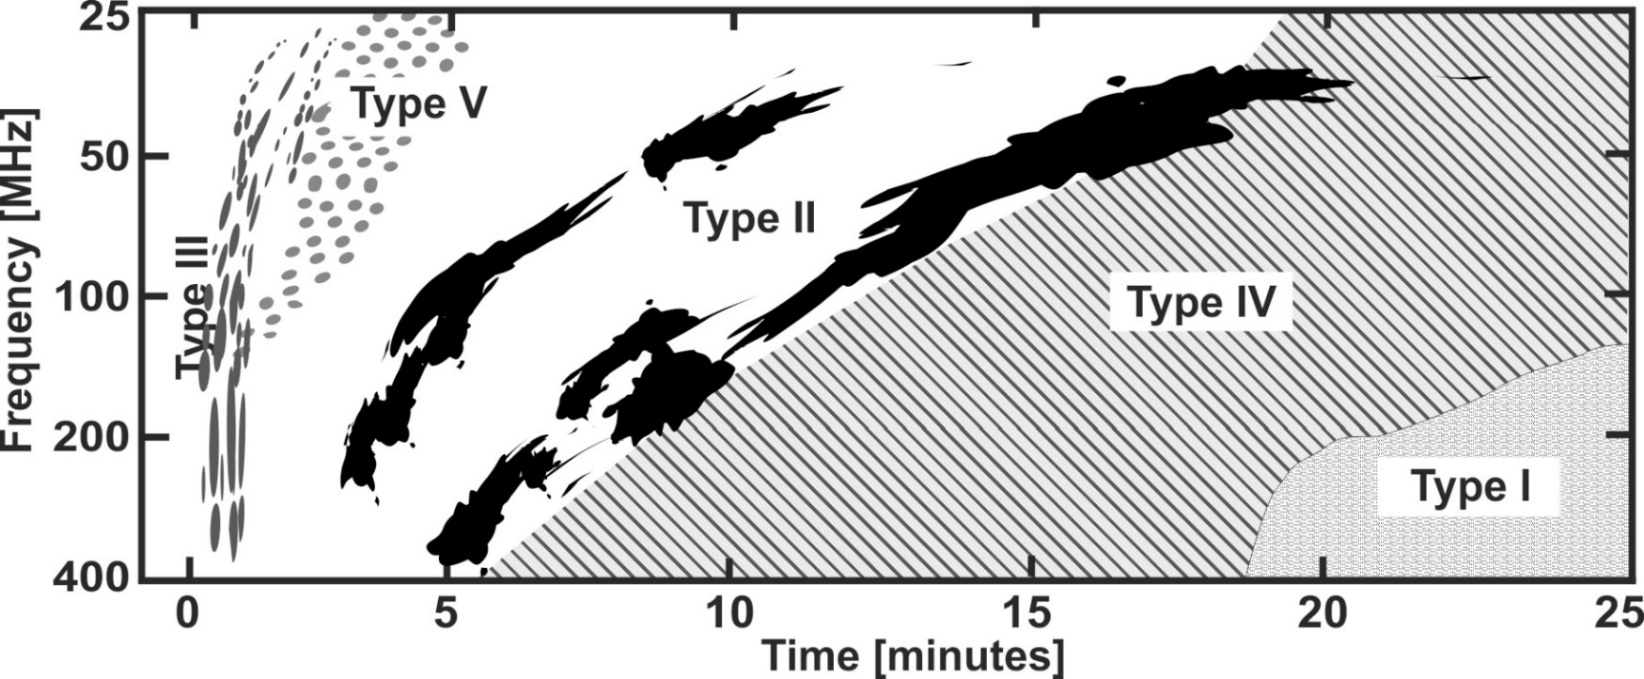 25
50
100
200
400
Frequency [MHz]
Type III
Type V
Type II
Type IV
Type I
0 5 10 15 20 25
Time [minutes]